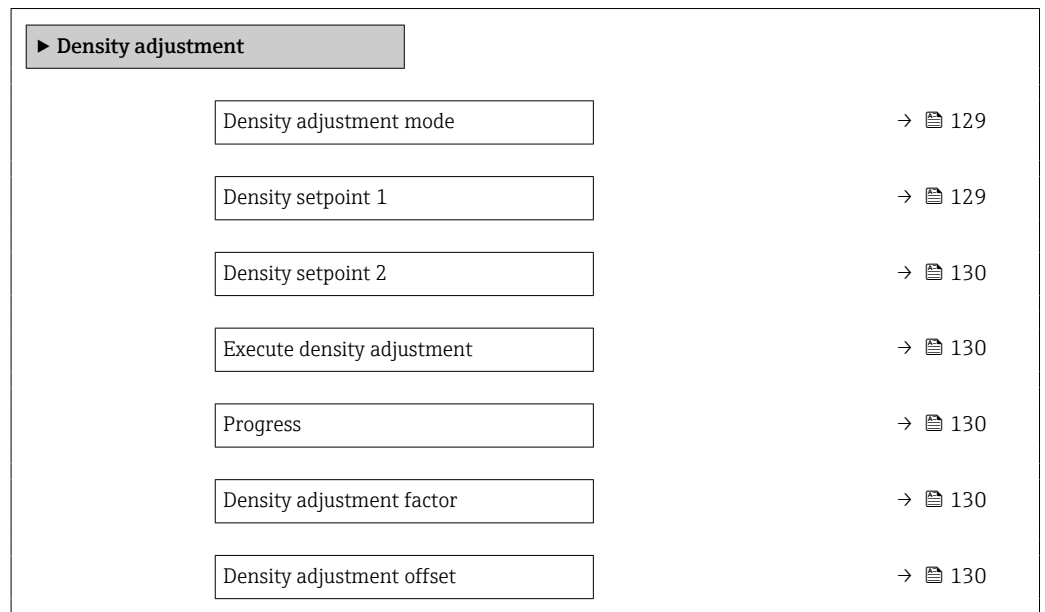 ▶ Density adjustment
Density adjustment mode → 129
Density setpoint 1 → 129
Density setpoint 2 → 130
Execute density adjustment → 130
Progress → 130
Density adjustment factor → 130
Density adjustment offset → 130